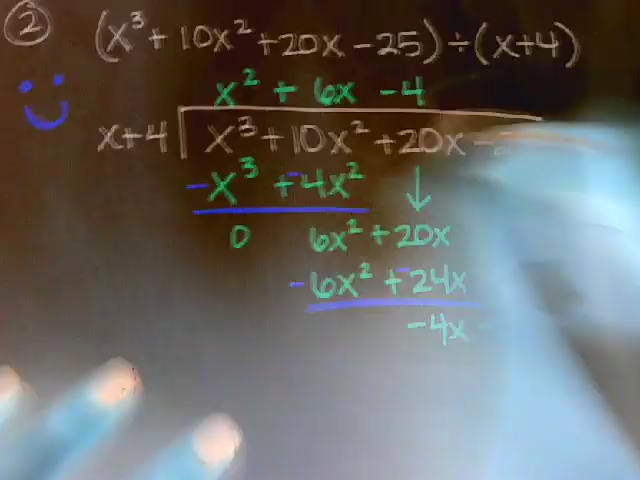 ② (x³ + 10x² + 20x - 25) ÷ (x+4)
x² + 6x - 4
x+4 x³ + 10x² + 20x -
- x³ + 4x² ↓
0 6x² + 20x
- 6x² + 24x
- 4x -